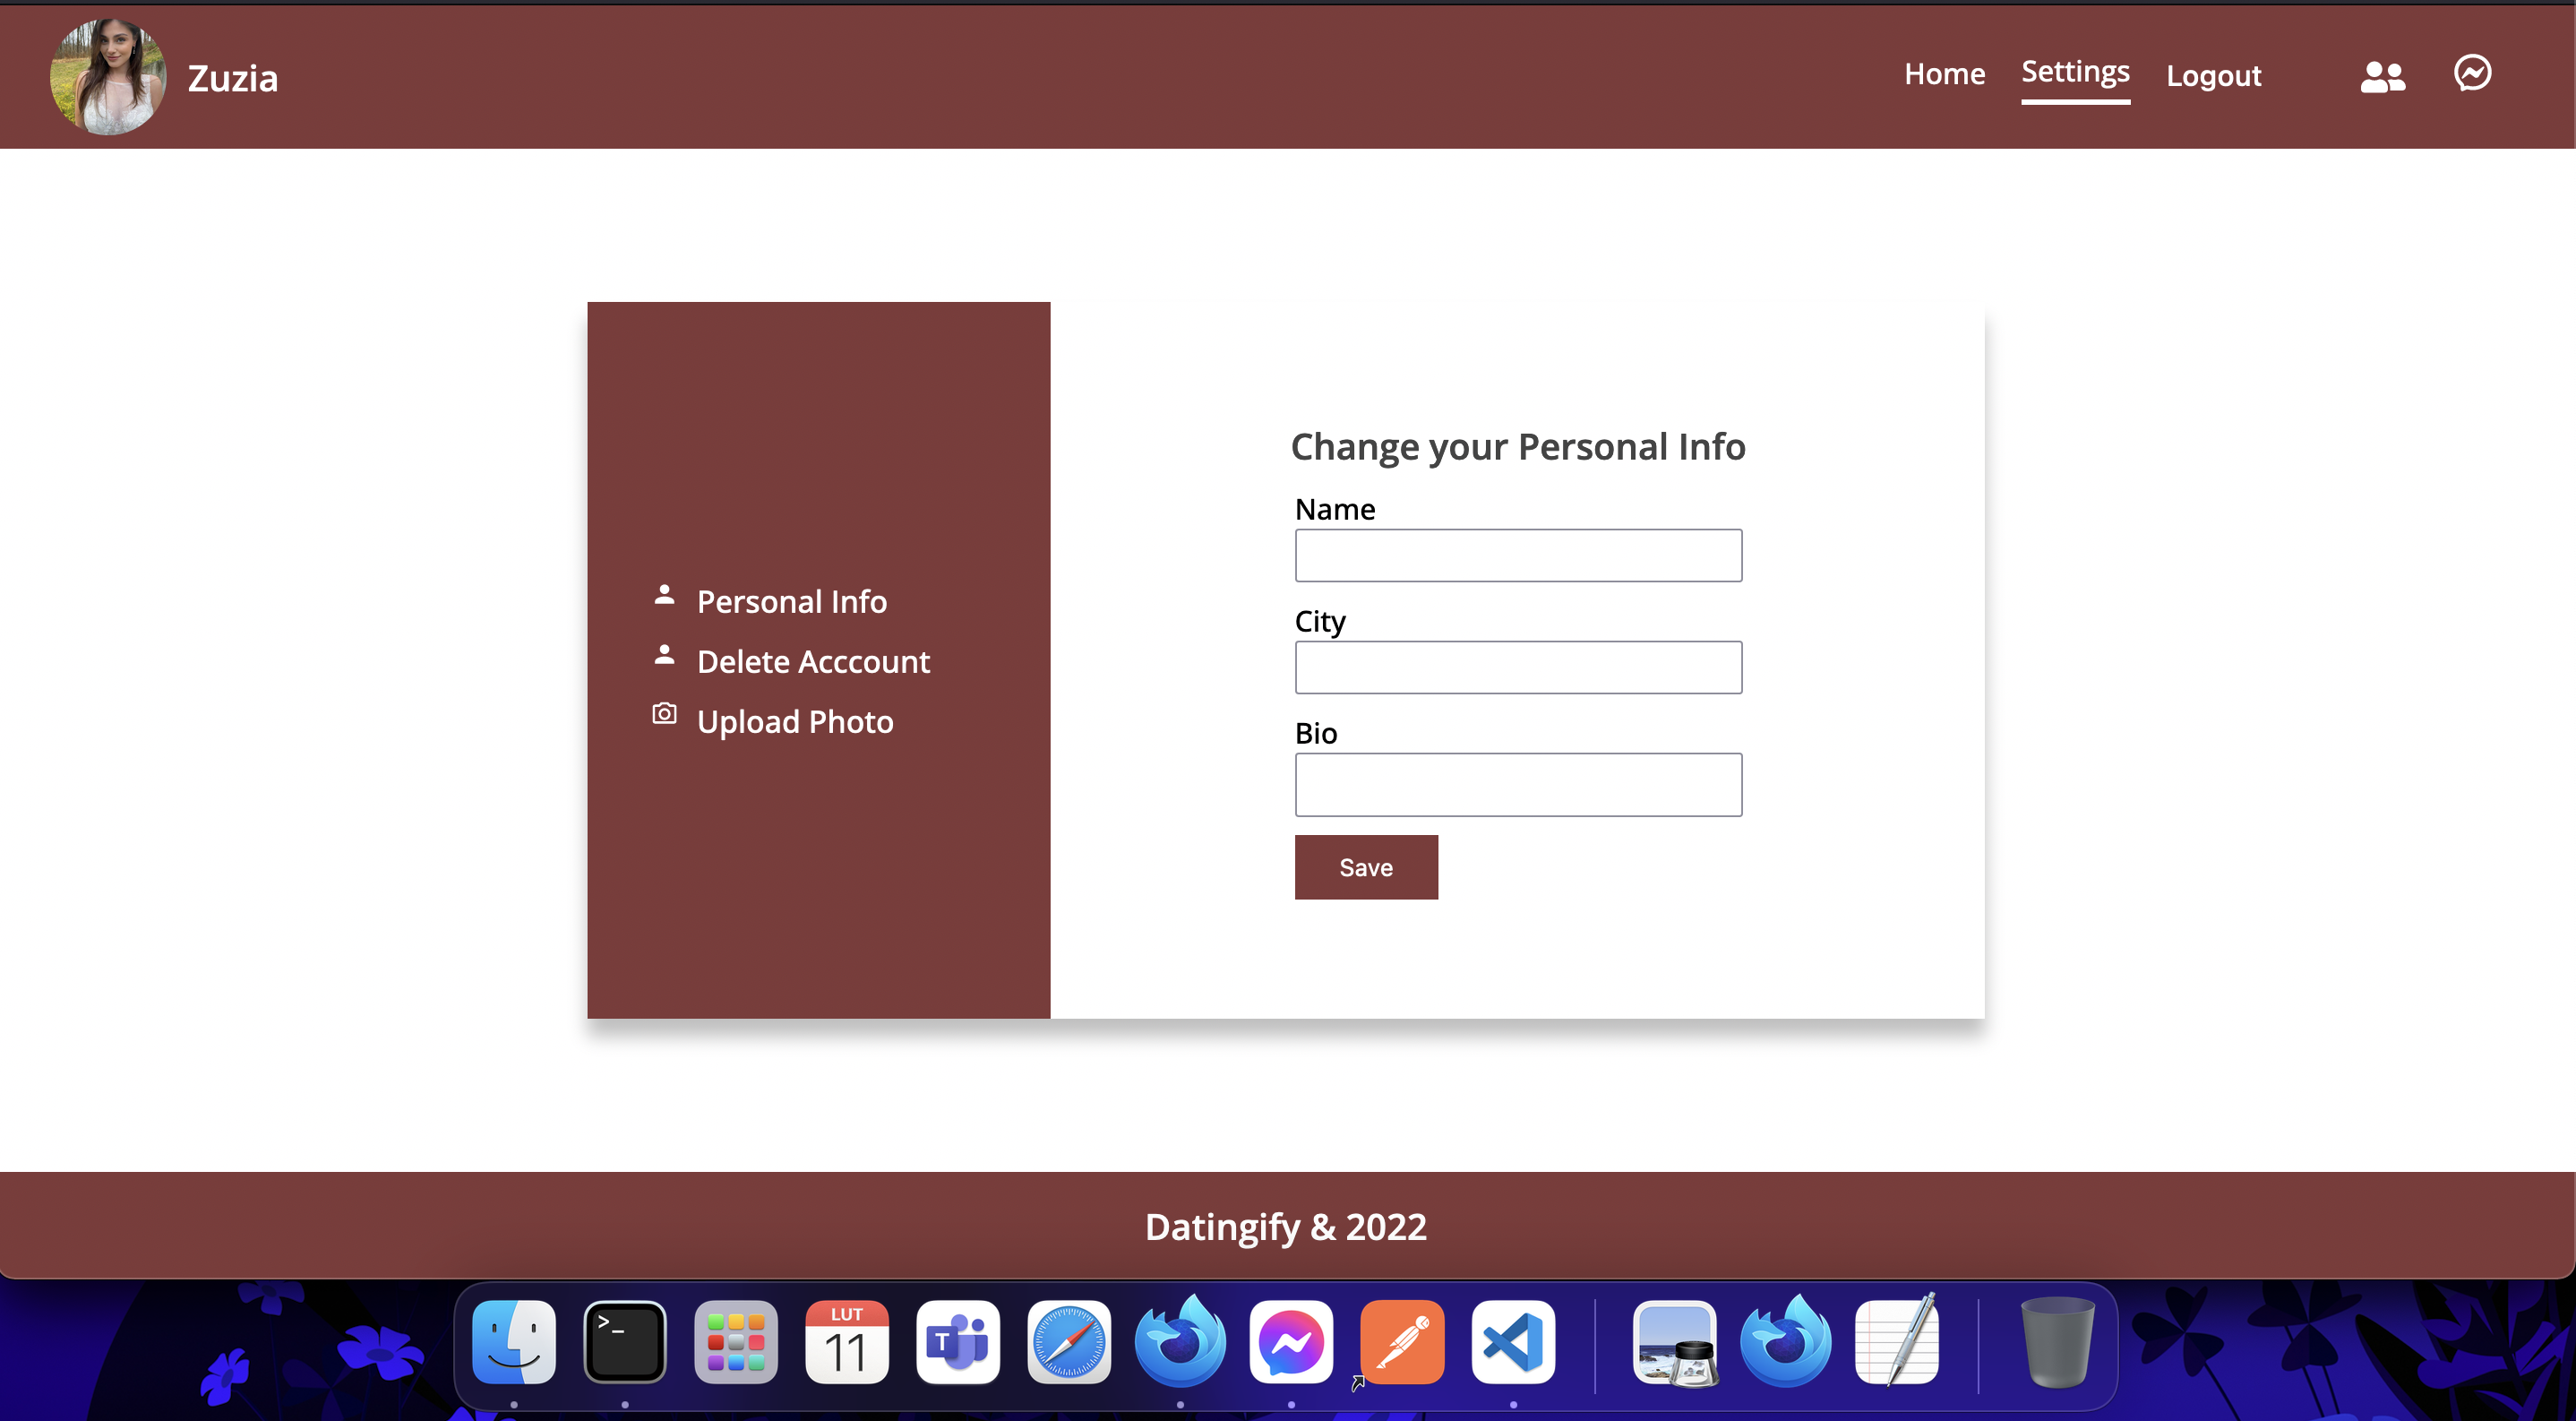 Zuzia
Home
Settings
Logout
Personal Info
Delete Acccount
Upload Photo
Change your Personal Info
Name
City
Bio
Save
Datingify & 2022
>_
LUT
11
T